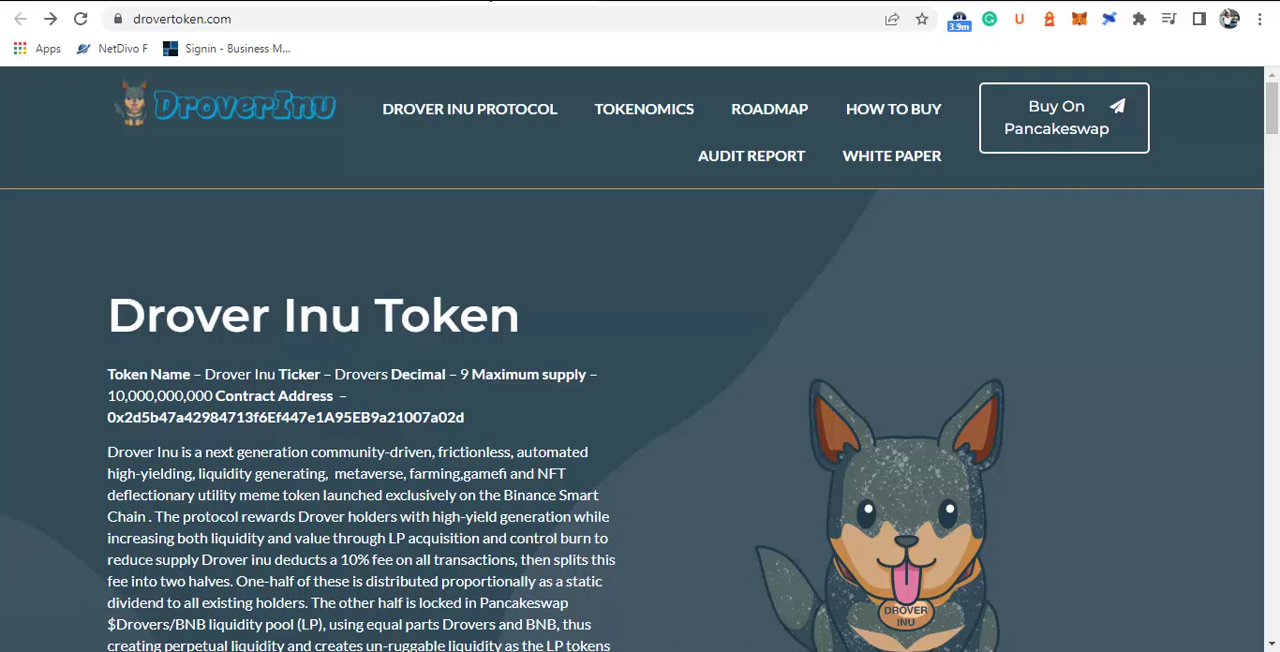 drovertoken.com
3.9m
Apps NetDivo F Signin - Business M...
DroverInu
DROVER INU PROTOCOL TOKENOMICS ROADMAP HOW TO BUY
AUDIT REPORT WHITE PAPER
Buy On
Pancakeswap
Drover Inu Token
Token Name – Drover Inu Ticker – Drovers Decimal – 9 Maximum supply –
10,000,000,000 Contract Address –
0x2d5b47a42984713f6Ef447e1A95EB9a21007a02d
Drover Inu is a next generation community-driven, frictionless, automated
high-yielding, liquidity generating, metaverse, farming,gamefi and NFT
deflectionary utility meme token launched exclusively on the Binance Smart
Chain . The protocol rewards Drover holders with high-yield generation while
increasing both liquidity and value through LP acquisition and control burn to
reduce supply Drover inu deducts a 10% fee on all transactions, then splits this
fee into two halves. One-half of these is distributed proportionally as a static
dividend to all existing holders. The other half is locked in Pancakeswap
$Drovers/BNB liquidity pool (LP), using equal parts Drovers and BNB, thus
creating perpetual liquidity and creates un-ruggable liquidity as the LP tokens
DROVER
INU